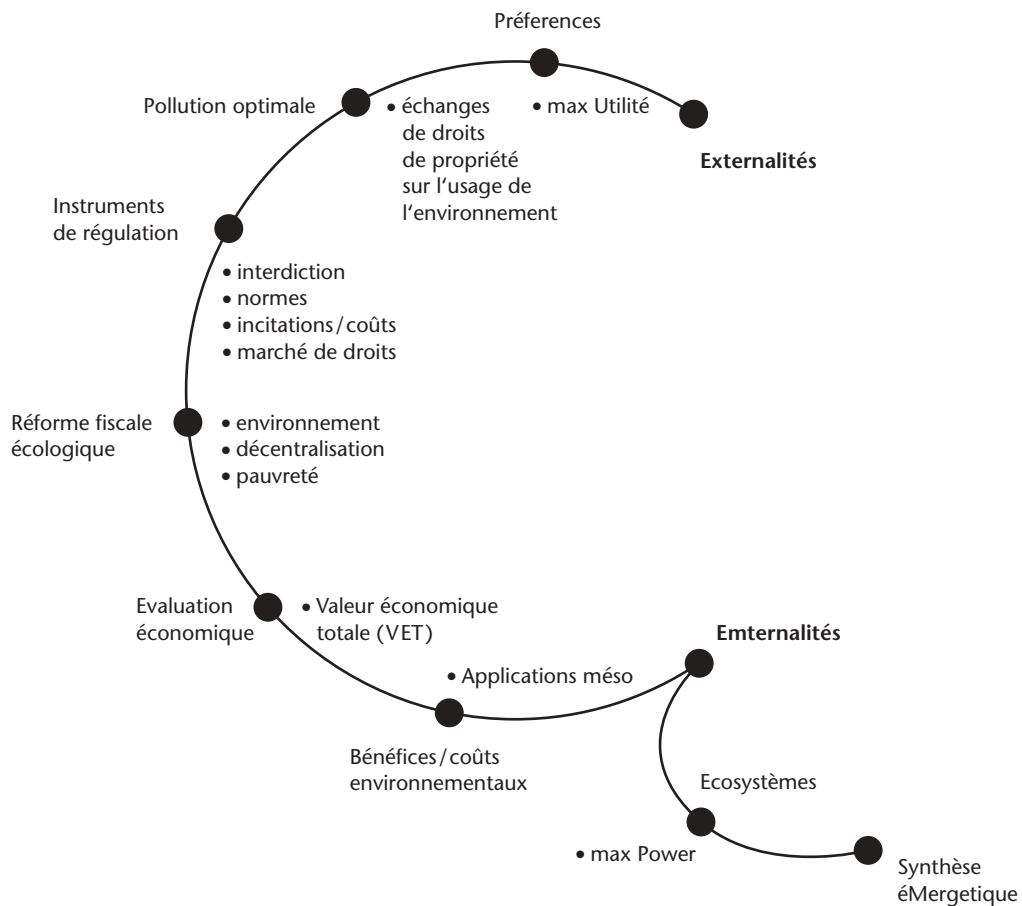 Préferences
Pollution optimale
• échanges
de droits
de propriété
sur l‘usage de
l‘environnement
• max Utilité
Externalités
Instruments
de régulation
• interdiction
• normes
• incitations/coûts
• marché de droits
Réforme fiscale
écologique
• environnement
• décentralisation
• pauvreté
Evaluation
économique
• Valeur économique
totale (VET)
Emternalités
• Applications méso
Bénéfices/coûts
environnementaux
Ecosystèmes
• max Power
Synthèse
éMergetique